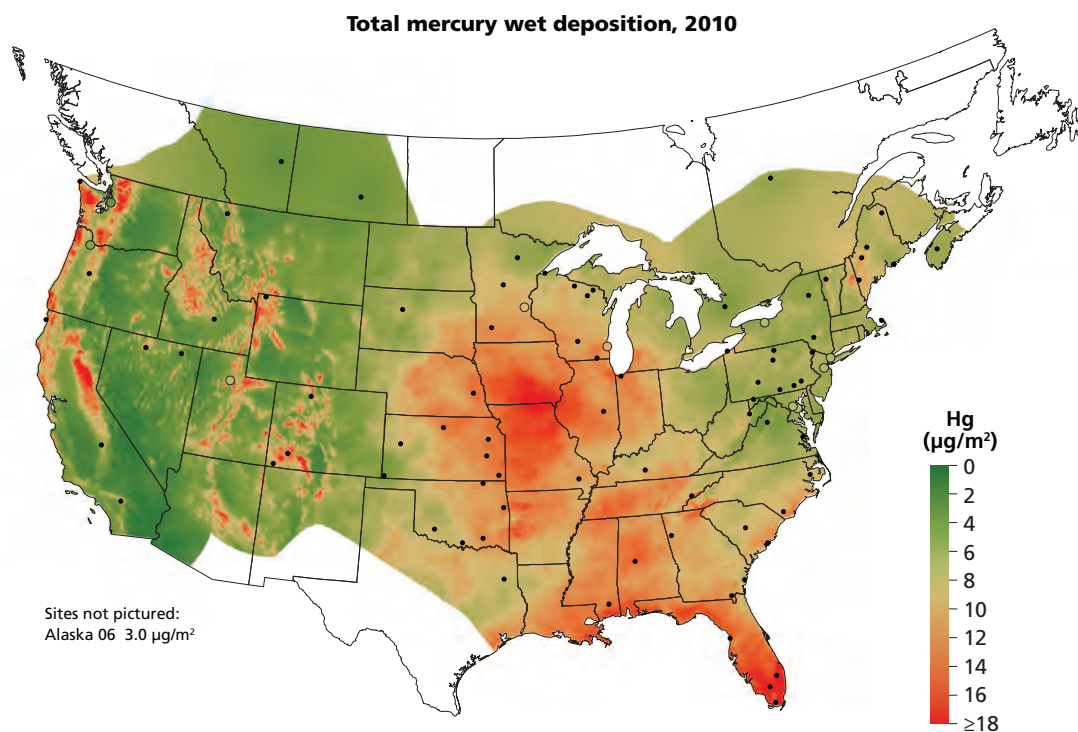 Total mercury wet deposition, 2010
Hg
(µg/m²)
0
2
4
6
8
10
12
14
16
≥18
Sites not pictured:
Alaska 06 3.0 µg/m²